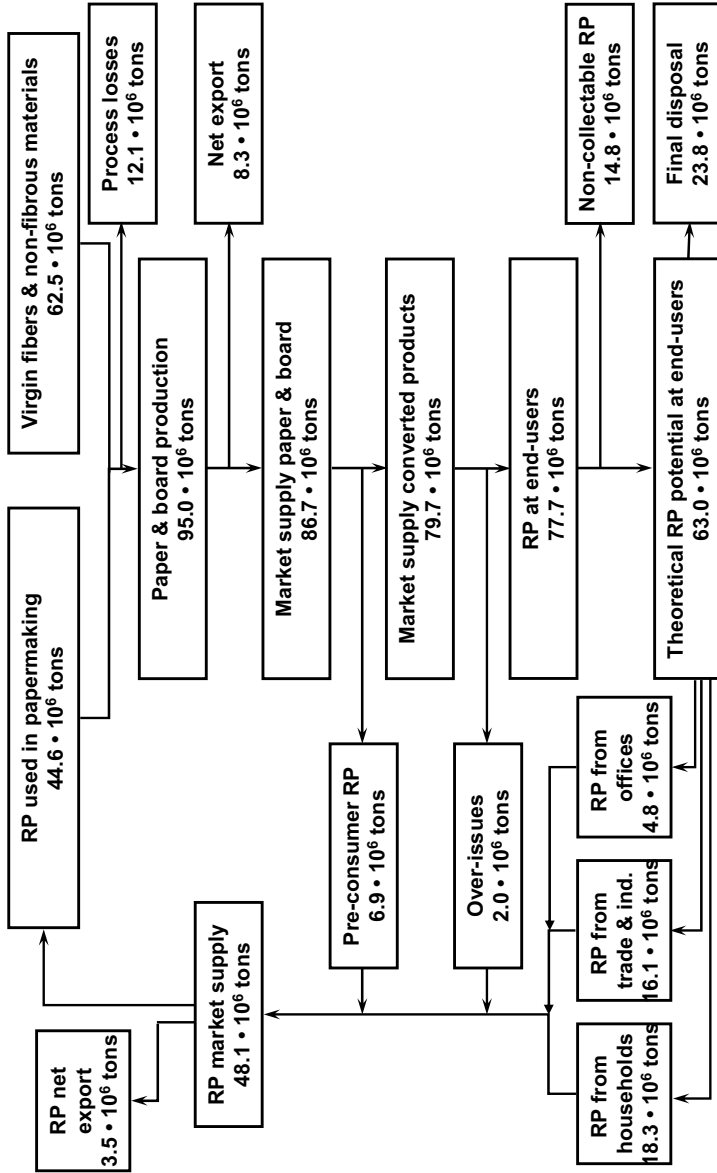 RP net
export
3.5 • 10⁶ tons
RP used in papermaking
44.6 • 10⁶ tons
Virgin fibers & non-fibrous materials
62.5 • 10⁶ tons
Process losses
12.1 • 10⁶ tons
Paper & board production
95.0 • 10⁶ tons
Net export
8.3 • 10⁶ tons
RP market supply
48.1 • 10⁶ tons
Market supply paper & board
86.7 • 10⁶ tons
Pre-consumer RP
6.9 • 10⁶ tons
Market supply converted products
79.7 • 10⁶ tons
Over-issues
2.0 • 10⁶ tons
RP at end-users
77.7 • 10⁶ tons
Non-collectable RP
14.8 • 10⁶ tons
RP from
households
18.3 • 10⁶ tons
RP from
trade & ind.
16.1 • 10⁶ tons
RP from
offices
4.8 • 10⁶ tons
Theoretical RP potential at end-users
63.0 • 10⁶ tons
Final disposal
23.8 • 10⁶ tons